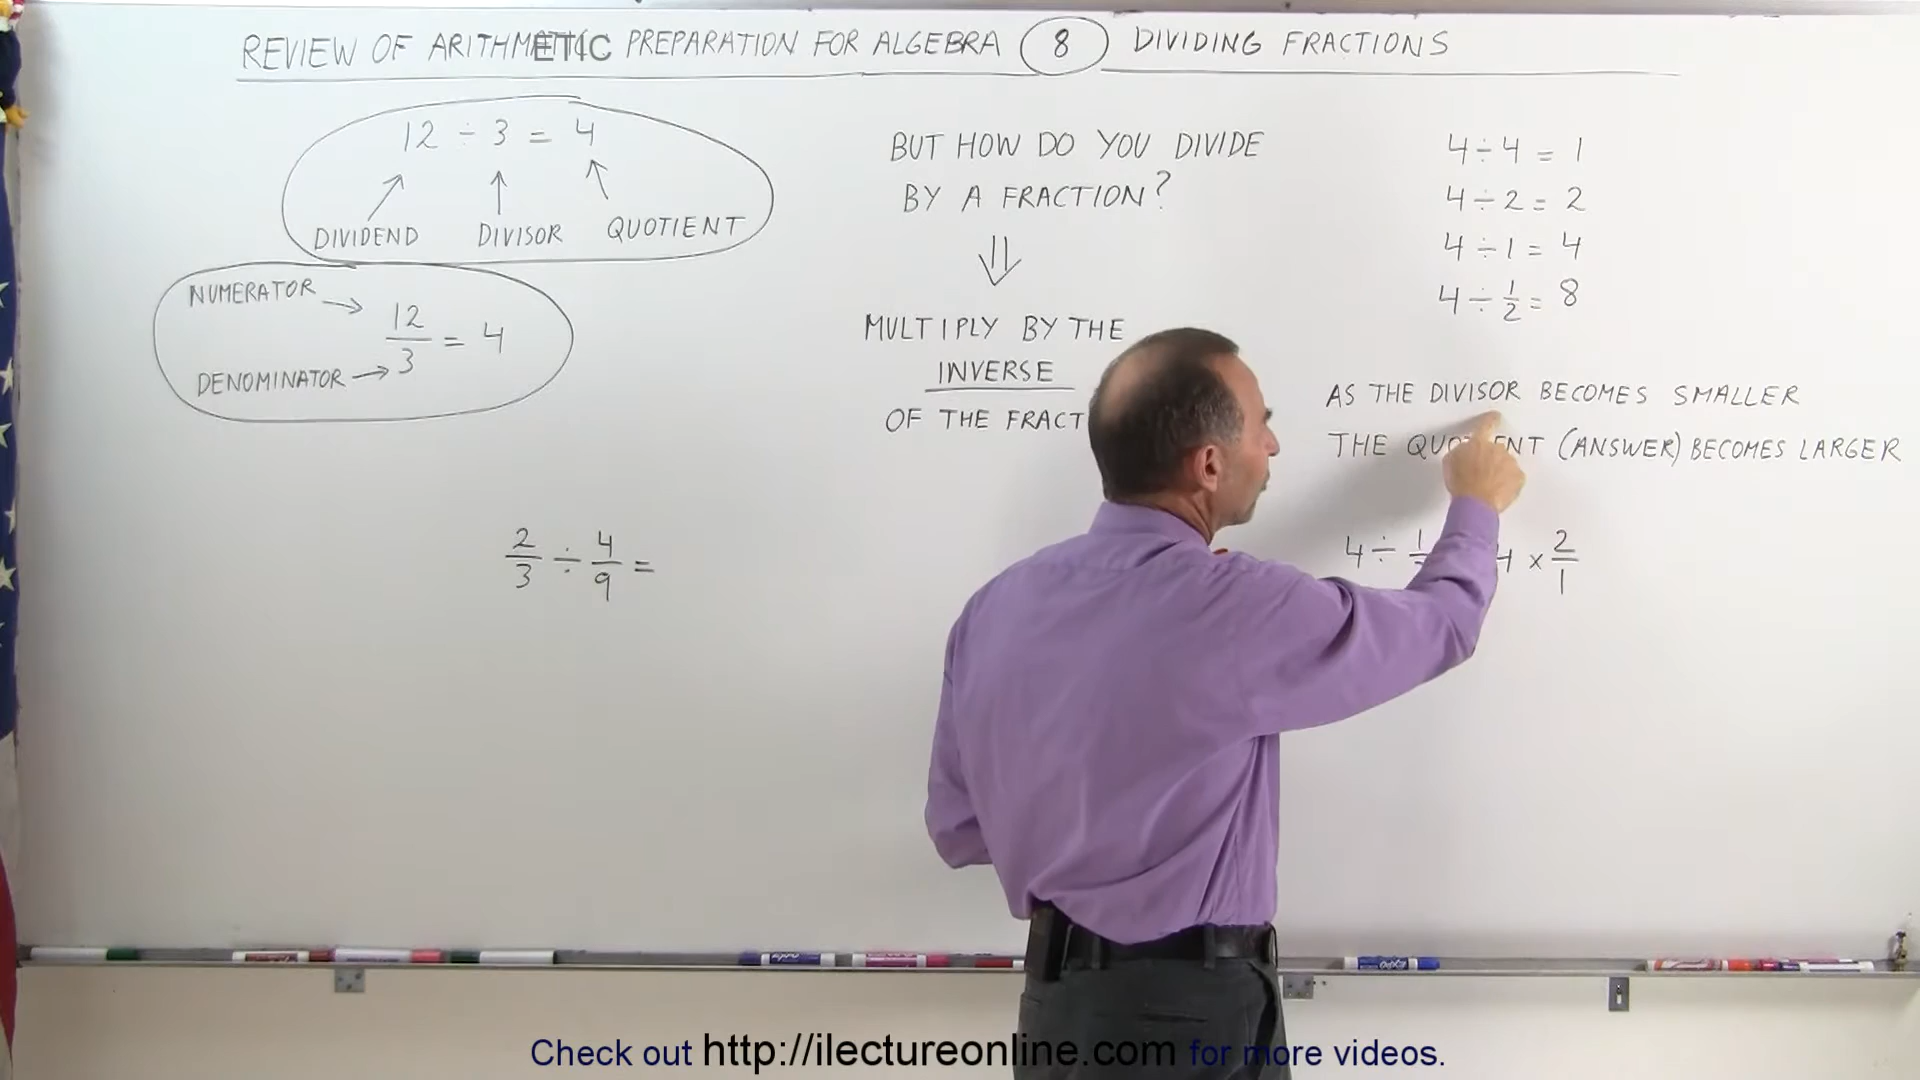 REVIEW OF ARITHMETIC PREPARATION FOR ALGEBRA 8 DIVIDING FRACTIONS
12 ÷ 3 = 4
DIVIDEND DIVISOR QUOTIENT
NUMERATOR
12/3 = 4
DENOMINATOR
2/3 ÷ 4/9 =
BUT HOW DO YOU DIVIDE
BY A FRACTION?
MULTIPLY BY THE
INVERSE
OF THE FRACT
4 ÷ 4 = 1
4 ÷ 2 = 2
4 ÷ 1 = 4
4 ÷ 1/2 = 8
AS THE DIVISOR BECOMES SMALLER
THE QUOTIENT (ANSWER) BECOMES LARGER
4 ÷ 1 4 × 2/1
Check out http://ilectureonline.com for more videos.